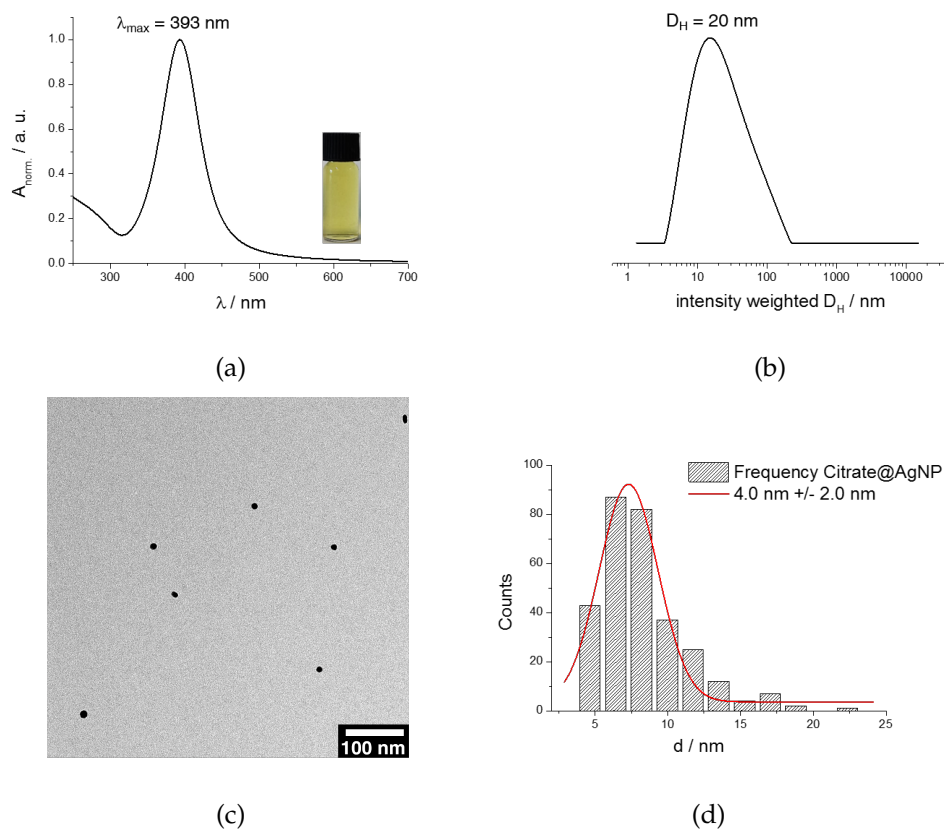 λmax = 393 nm
1.0
0.8
0.6
0.4
0.2
0.0
Anorm. / a. u.
300 400 500 600 700
λ / nm
(a)
DH = 20 nm
1 10 100 1000 10000
intensity weighted DH / nm
(b)
100 nm
(c)
Frequency Citrate@AgNP
4.0 nm +/- 2.0 nm
100
80
60
40
20
0
Counts
5 10 15 20 25
d / nm
(d)